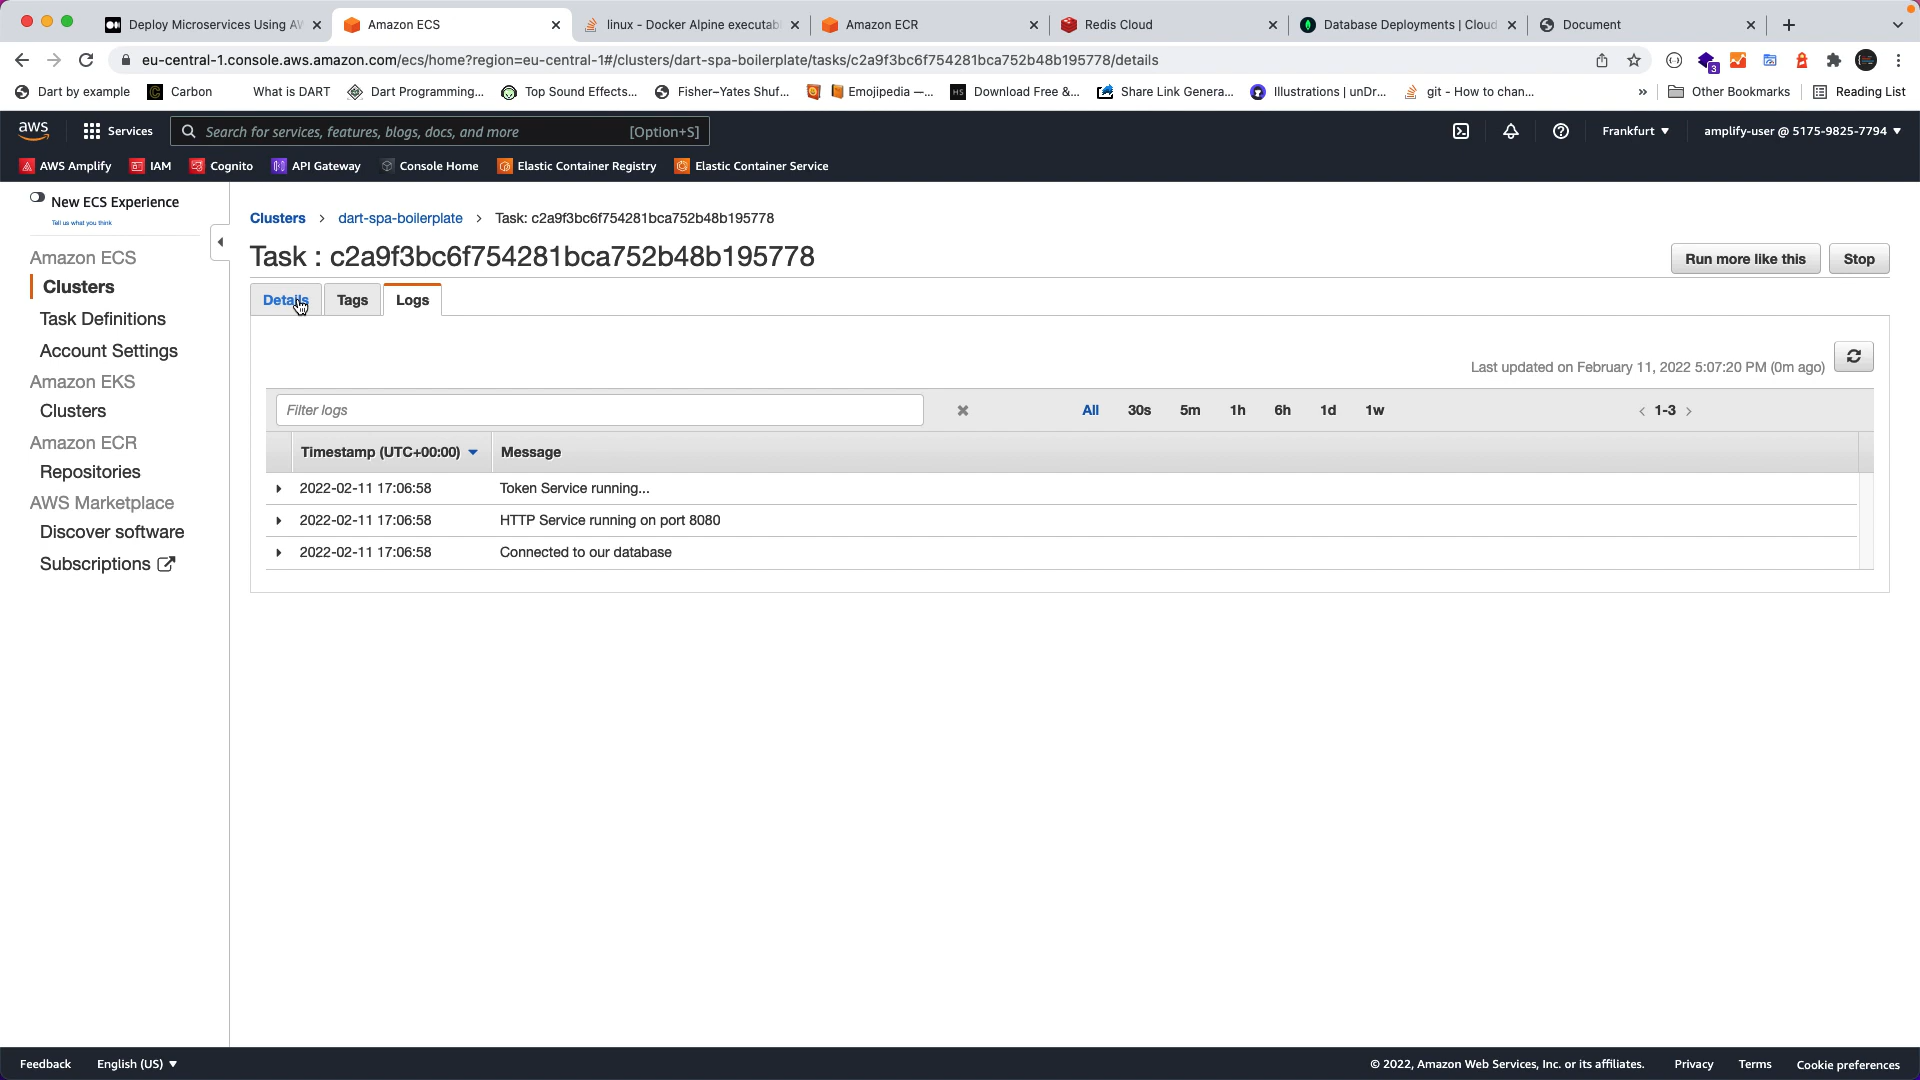 Deploy Microservices Using AW
Amazon ECS
linux - Docker Alpine executab
Amazon ECR
Redis Cloud
Database Deployments | Cloud
Document
eu-central-1.console.aws.amazon.com/ecs/home?region=eu-central-1#/clusters/dart-spa-boilerplate/tasks/c2a9f3bc6f754281bca752b48b195778/details
3
Dart by example
Carbon
What is DART
Dart Programming...
Top Sound Effects...
Fisher–Yates Shuf...
Emojipedia —...
HS
Download Free &...
Share Link Genera...
Illustrations | unDr...
git - How to chan...
»
Other Bookmarks
Reading List
aws
Services
Search for services, features, blogs, docs, and more
[Option+S]
Frankfurt
amplify-user @ 5175-9825-7794
AWS Amplify
IAM
Cognito
API Gateway
Console Home
Elastic Container Registry
Elastic Container Service
New ECS Experience
Tell us what you think
Amazon ECS
Clusters
Task Definitions
Account Settings
Amazon EKS
Clusters
Amazon ECR
Repositories
AWS Marketplace
Discover software
Subscriptions
Clusters > dart-spa-boilerplate > Task: c2a9f3bc6f754281bca752b48b195778
Task : c2a9f3bc6f754281bca752b48b195778
Run more like this
Stop
Details
Tags
Logs
Last updated on February 11, 2022 5:07:20 PM (0m ago)
Filter logs
All 30s 5m 1h 6h 1d 1w
< 1-3 >
Timestamp (UTC+00:00) Message
2022-02-11 17:06:58 Token Service running...
2022-02-11 17:06:58 HTTP Service running on port 8080
2022-02-11 17:06:58 Connected to our database
Feedback
English (US)
© 2022, Amazon Web Services, Inc. or its affiliates.
Privacy
Terms
Cookie preferences